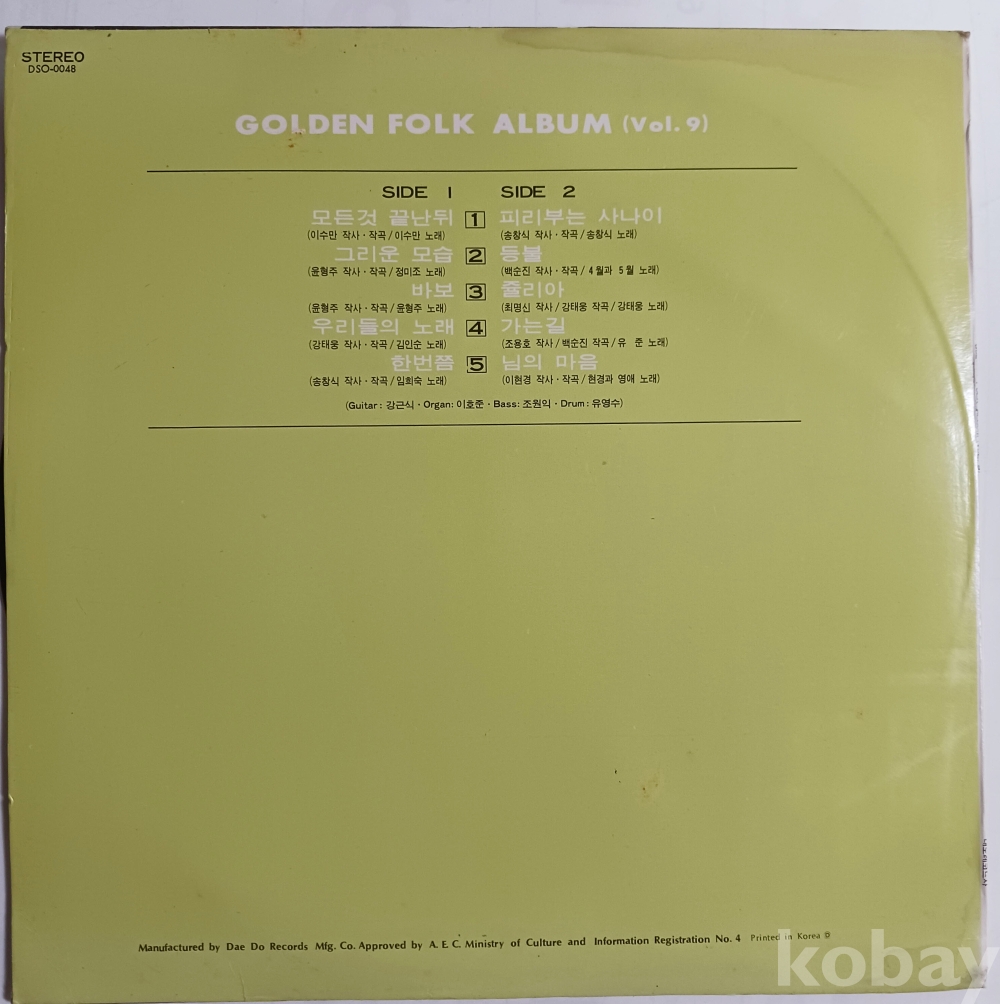 STEREO
DSO-0048
GOLDEN FOLK ALBUM (Vol. 9)
SIDE 1 SIDE 2
모든것 끝난뒤 1 피리부는 사나이
(이수만 작사·작곡/이수만 노래) (송창식 작사·작곡/송창식 노래)
그리운 모습 2 등불
(윤형주 작사·작곡/정미조 노래) (백순진 작사·작곡/4월과 5월 노래)
바보 3 쥴리아
(윤형주 작사·작곡/윤형주 노래) (최명신 작사/강태웅 작곡/강태웅 노래)
우리들의 노래 4 가는길
(강태웅 작사·작곡/김인순 노래) (조용호 작사/백순진 작곡/유 준 노래)
한번쯤 5 님의 마음
(송창식 작사·작곡/임희숙 노래) (이현경 작사·작곡/현경과 영애 노래)
(Guitar: 강근식·Organ: 이호준·Bass: 조원익·Drum: 유영수)
Manufactured by Dae Do Records Mfg. Co. Approved by A. E. C. Ministry of Culture and Information Registration No. 4 Printed in Korea
kobay